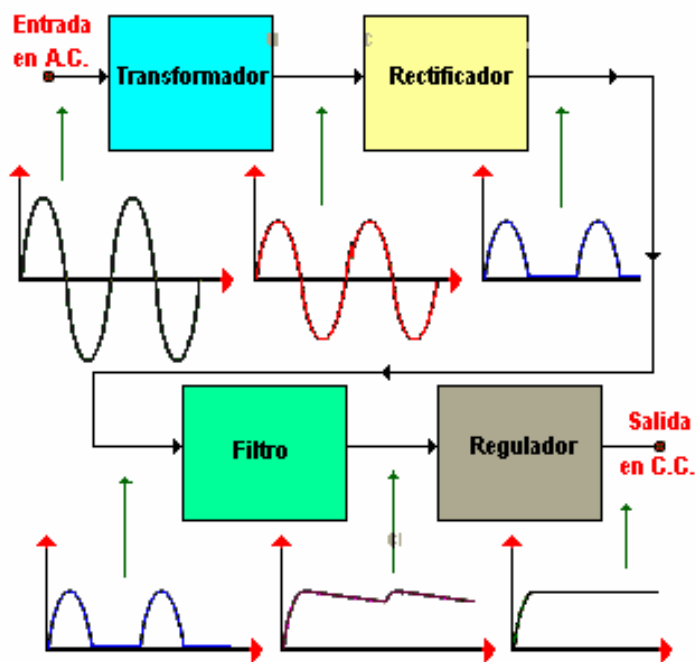 Entrada
en A.C.
Transformador
Rectificador
Filtro
Regulador
Salida
en C.C.